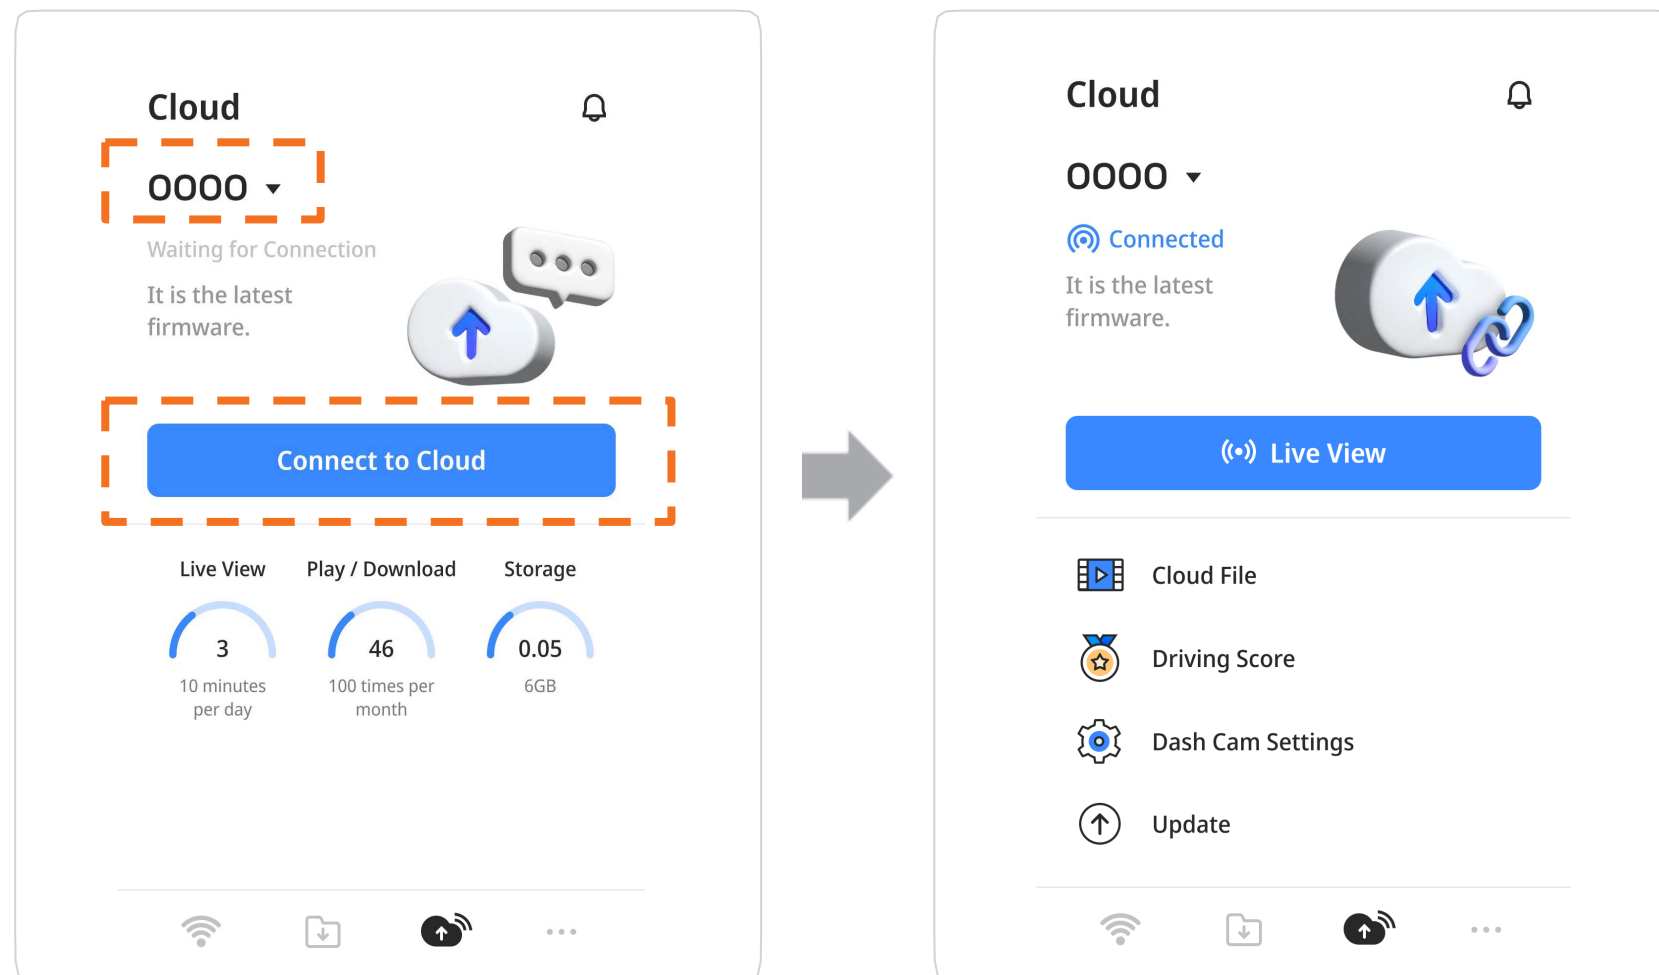 Cloud
OOOO
Waiting for Connection
It is the latest
firmware.
Connect to Cloud
Live View
Play / Download
Storage
3
46
0.05
10 minutes
per day
100 times per
month
6GB
Cloud
OOOO
Connected
It is the latest
firmware.
Live View
Cloud File
Driving Score
Dash Cam Settings
Update